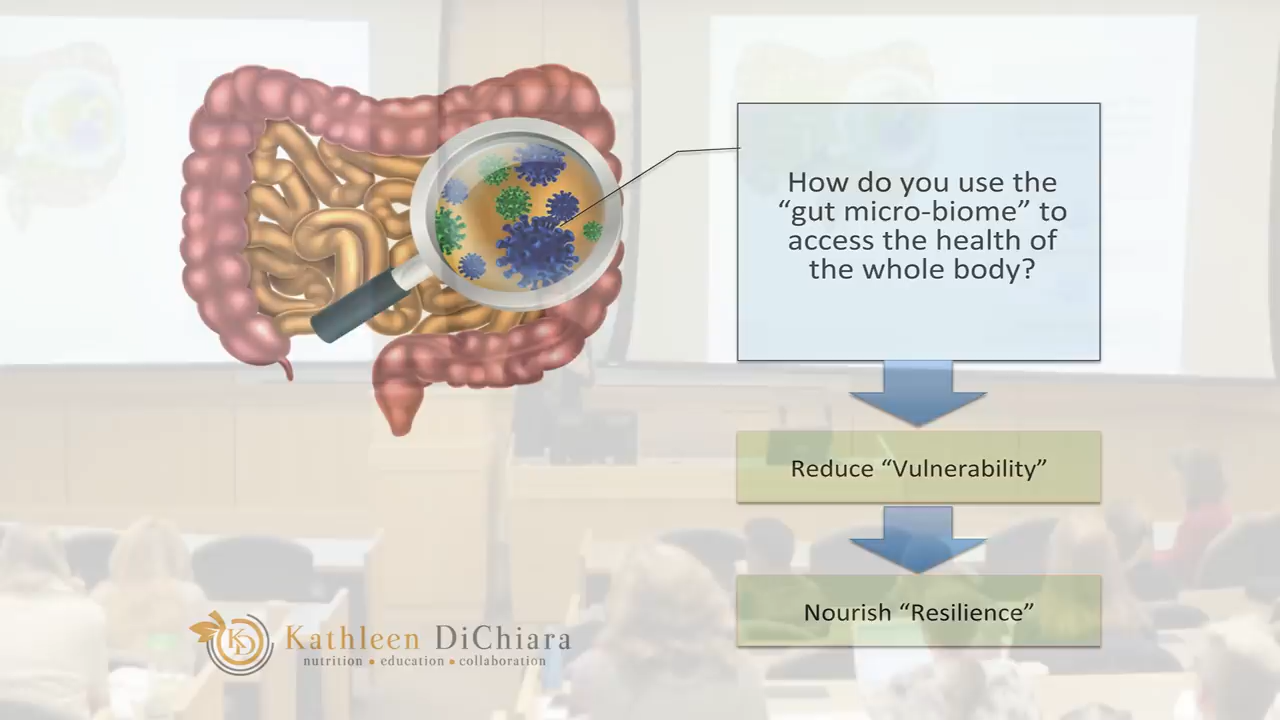 How do you use the
“gut micro-biome” to
access the health of
the whole body?
Reduce “Vulnerability”
Nourish “Resilience”
KD
Kathleen DiChiara
nutrition • education • collaboration